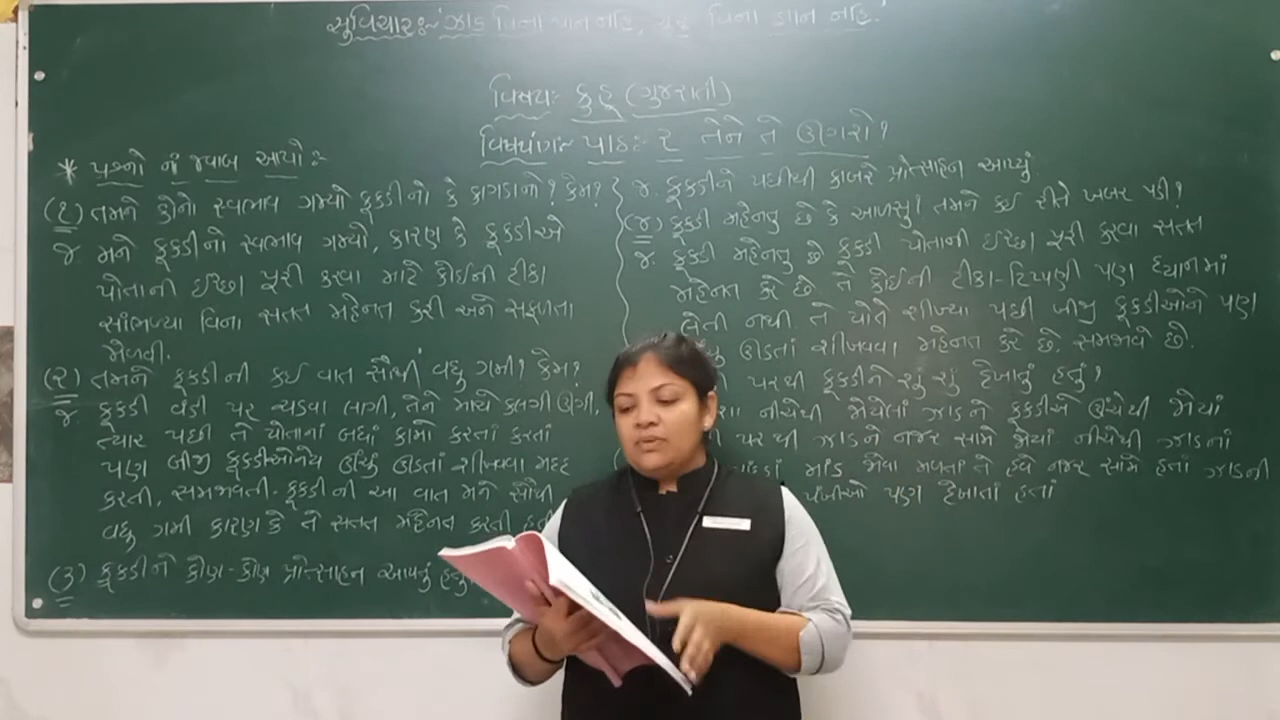 સુવિચારઃ- 'ઝાડ વિના નહિ, વિના જ્ઞાન નહિ.'
વિષયઃ- કુહૂ (ગુજરાતી)
વિષયાંગઃ- પાઠઃ- ૨ તેને તે ઊગશે?
* પ્રશ્નો નાં જવાબ આપો :-
(૧) તમને કોનો સ્વભાવ ગમ્યો કૂકડીનો કે કાગડાનો? કેમ?
જ. મને કૂકડીનો સ્વભાવ ગમ્યો, કારણ કે કૂકડીએ
પોતાની ઈચ્છા પૂરી કરવા માટે કોઈની ટીકા
સાંભળ્યા વિના સતત મહેનત કરી અને સફળતા
મેળવી.
(૨) તમને કૂકડીની કઈ વાત સૌથી વધુ ગમી? કેમ?
જ. કૂકડી વંડી પર ચડવા લાગી, તેને માથે કલગી ઊગી,
ત્યાર પછી તે પોતાનાં બધાં કામો કરતાં કરતાં
પણ બીજી કૂકડીઓનેય ઊંચું ઊડતાં શીખવવા મદદ
કરતી, સમજાવતી. કૂકડીની આ વાત મને સૌથી
વધુ ગમી કારણ કે તે સતત મહેનત કરતી હતી
(૩) કૂકડીને કોણ-કોણ પ્રોત્સાહન આપતું હતું
જ. કૂકડીને પછીથી કાબરે પ્રોત્સાહન આપ્યું.
(૪) કૂકડી મહેનતુ છે કે આળસુ? તમને કઈ રીતે ખબર પડી?
જ. કૂકડી મહેનતુ છે કૂકડી પોતાની ઈચ્છા પૂરી કરવા સતત
મહેનત કરે છે તે કોઈની ટીકા-ટિપ્પણી પણ ધ્યાનમાં
લેતી નથી. તે પોતે શીખ્યા પછી બીજી કૂકડીઓને પણ
ઊડતાં શીખવવા મહેનત કરે છે, સમજાવે છે.
પરથી કૂકડીને શું શું દેખાતું હતું?
નીચેથી જોયેલાં ઝાડને કૂકડીએ ઊંચેથી જોયાં
પરથી ઝાડને નજર સામે જોયાં નીચેથી ઝાડનાં
માંડ જોવા મળતાં તે હવે નજર સામે હતાં ઝાડની
પંખીઓ પણ દેખાતાં હતાં